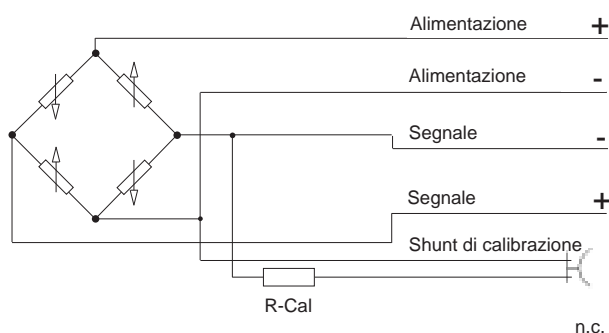 Alimentazione +
Alimentazione -
Segnale -
Segnale +
Shunt di calibrazione
R-Cal
n.c.